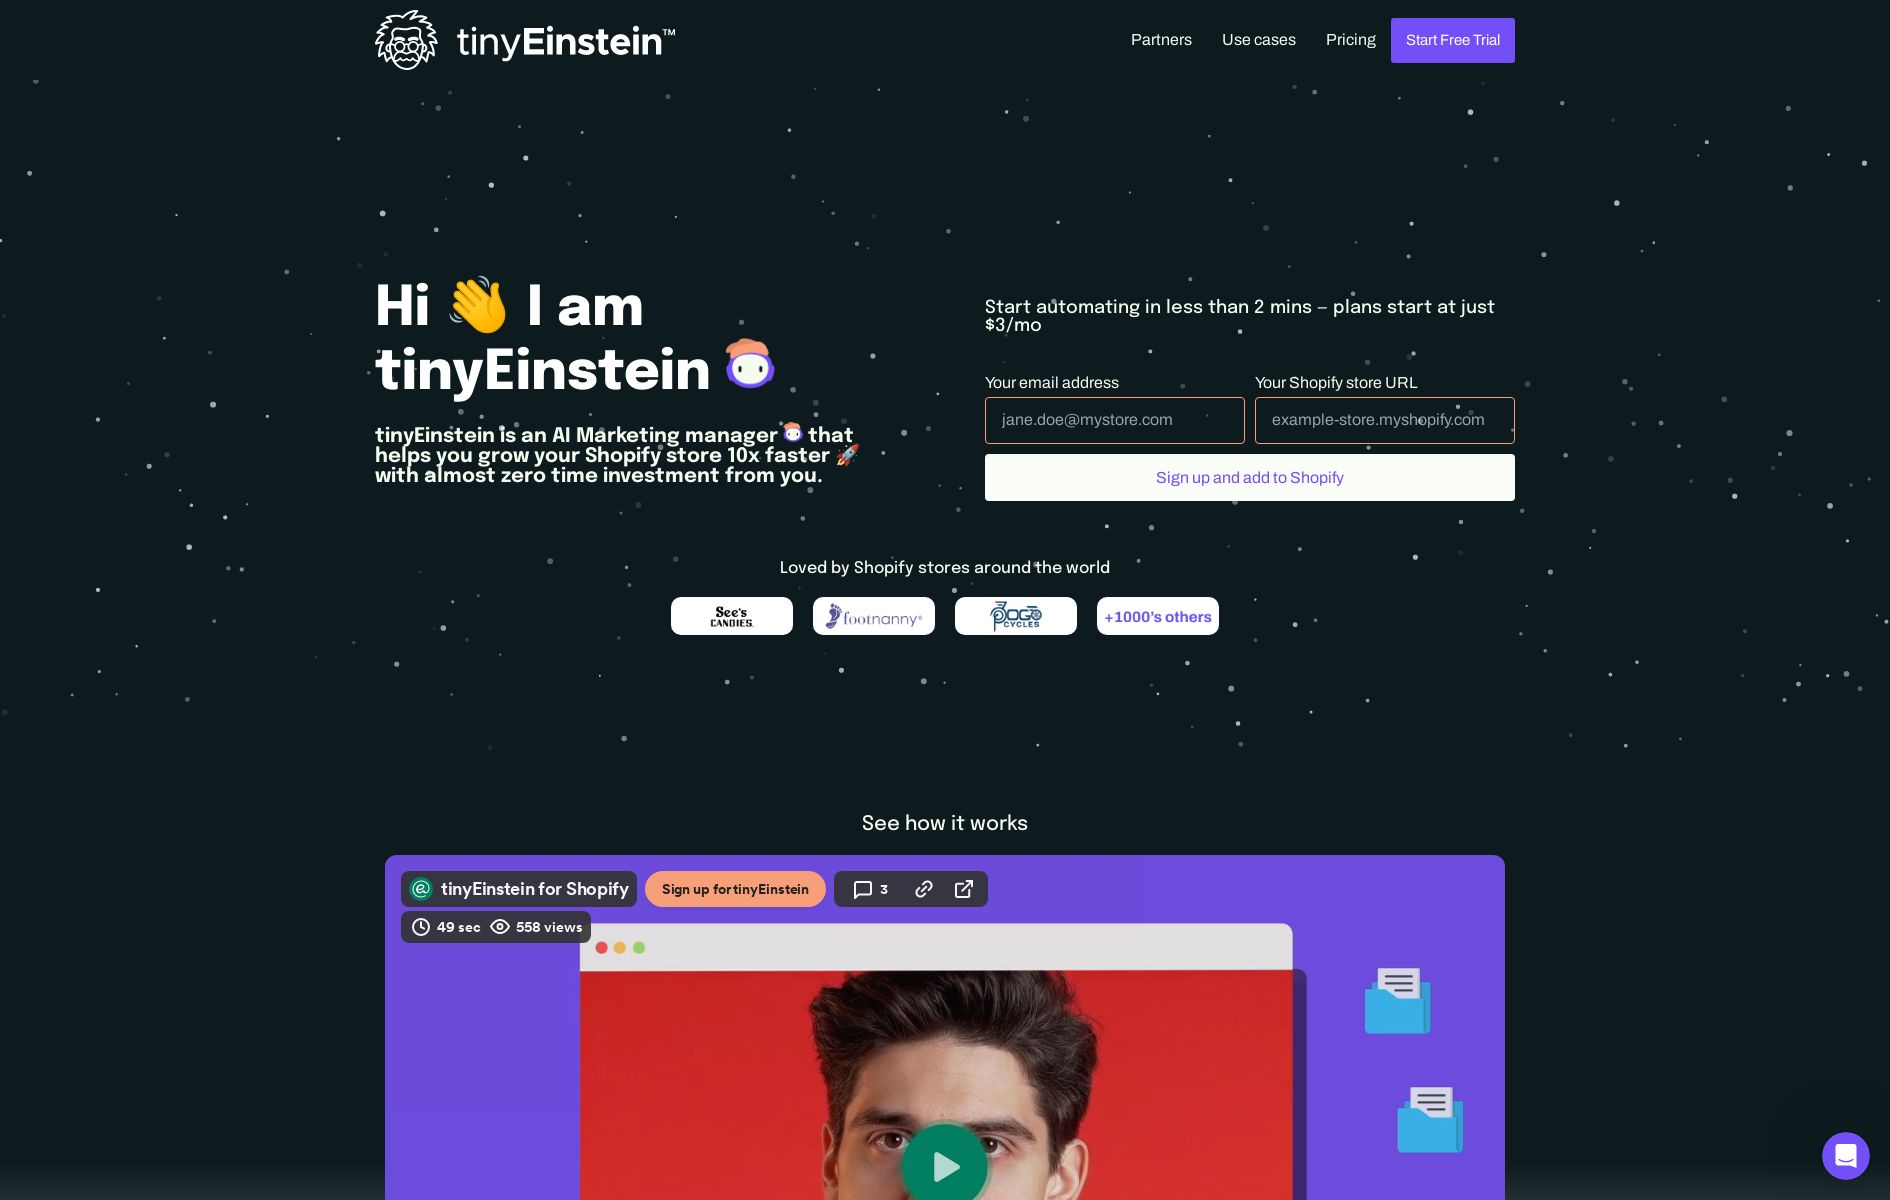 tinyEinstein™
Partners
Use cases
Pricing
Start Free Trial
Hi 👋 I am
tinyEinstein
tinyEinstein is an AI Marketing manager that
helps you grow your Shopify store 10x faster 🚀
with almost zero time investment from you.
Start automating in less than 2 mins – plans start at just
$3/mo
Your email address
Your Shopify store URL
jane.doe@mystore.com
example-store.myshopify.com
Sign up and add to Shopify
Loved by Shopify stores around the world
See's
CANDIES®
footnanny®
POGO
CYCLES
+1000's others
See how it works
tinyEinstein for Shopify
Sign up for tinyEinstein
3
49 sec
558 views